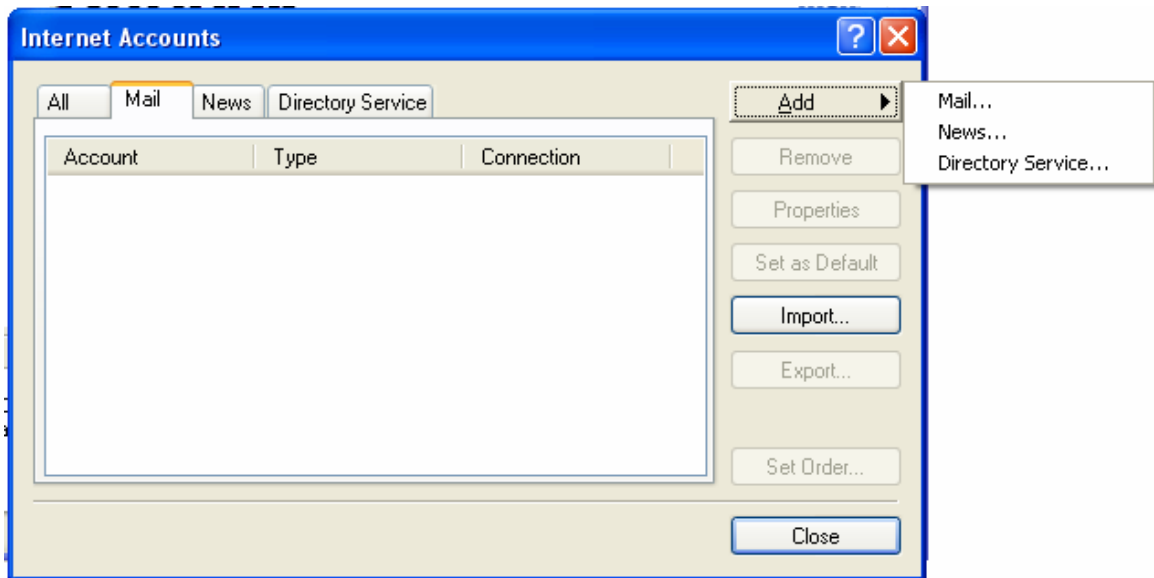 Internet Accounts
All Mail News Directory Service
Account Type Connection
Add
Remove
Properties
Set as Default
Import...
Export...
Set Order...
Close
Mail...
News...
Directory Service...